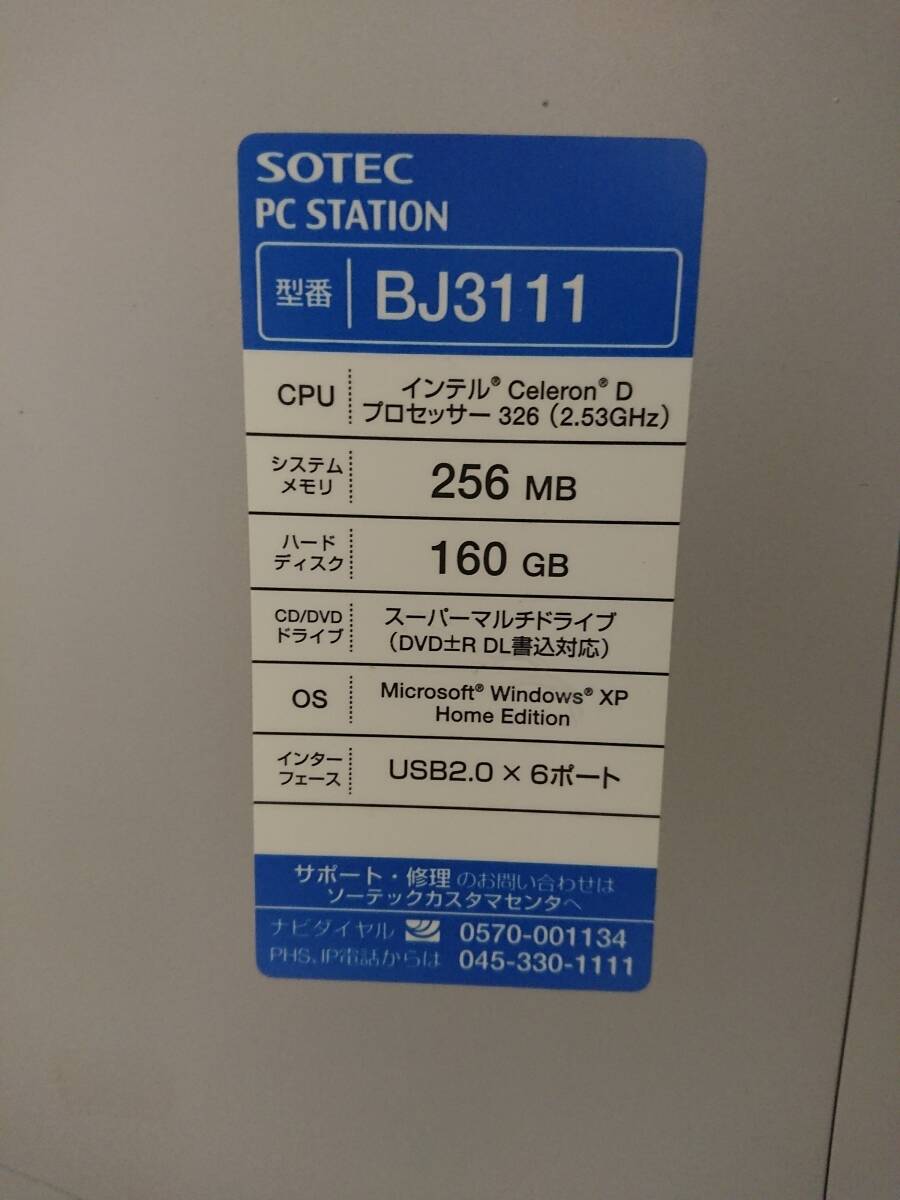 SOTEC
PC STATION
型番 BJ3111
CPU インテル® Celeron® D
プロセッサー 326（2.53GHz）
システム
メモリ 256 MB
ハード
ディスク 160 GB
CD/DVD
ドライブ スーパーマルチドライブ
（DVD±R DL書込対応）
OS Microsoft® Windows® XP
Home Edition
インター
フェース USB2.0 × 6ポート
サポート・修理 のお問い合わせは
ソーテックカスタマセンタへ
ナビダイヤル 0570-001134
PHS、IP電話からは 045-330-1111